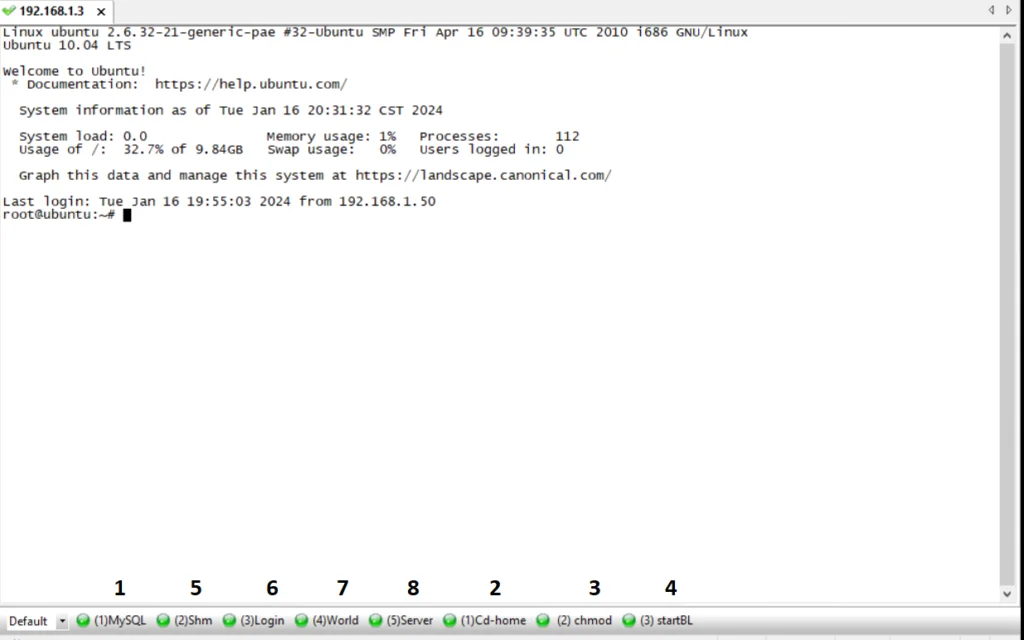 192.168.1.3
Linux ubuntu 2.6.32-21-generic-pae #32-Ubuntu SMP Fri Apr 16 09:39:35 UTC 2010 i686 GNU/Linux
Ubuntu 10.04 LTS
Welcome to Ubuntu!
* Documentation: https://help.ubuntu.com/
System information as of Tue Jan 16 20:31:32 CST 2024
System load: 0.0 Memory usage: 1% Processes: 112
Usage of /: 32.7% of 9.84GB Swap usage: 0% Users logged in: 0
Graph this data and manage this system at https://landscape.canonical.com/
Last login: Tue Jan 16 19:55:03 2024 from 192.168.1.50
root@ubuntu:~#
1 5 6 7 8 2 3 4
Default (1)MySQL (2)Shm (3)Login (4)World (5)Server (1)Cd-home (2) chmod (3) startBL